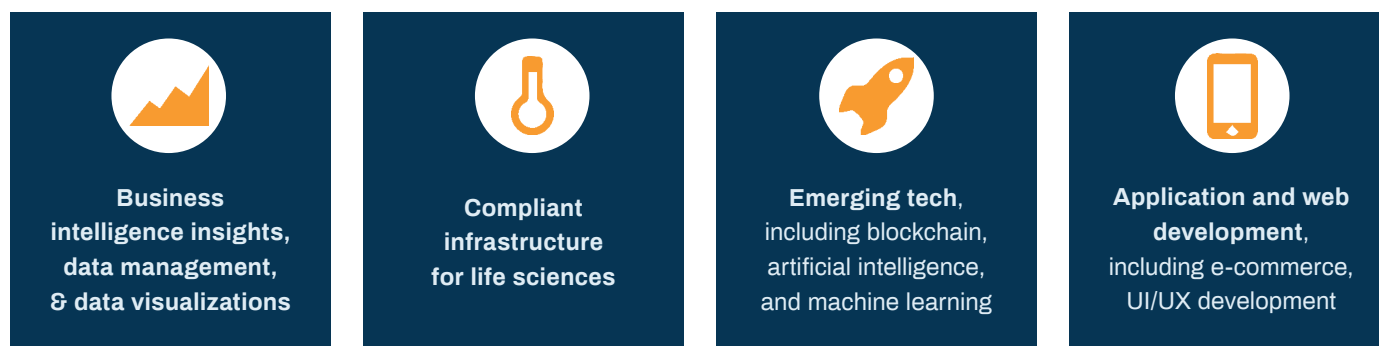 Business
intelligence insights,
data management,
& data visualizations
Compliant
infrastructure
for life sciences
Emerging tech,
including blockchain,
artificial intelligence,
and machine learning
Application and web
development,
including e-commerce,
UI/UX development